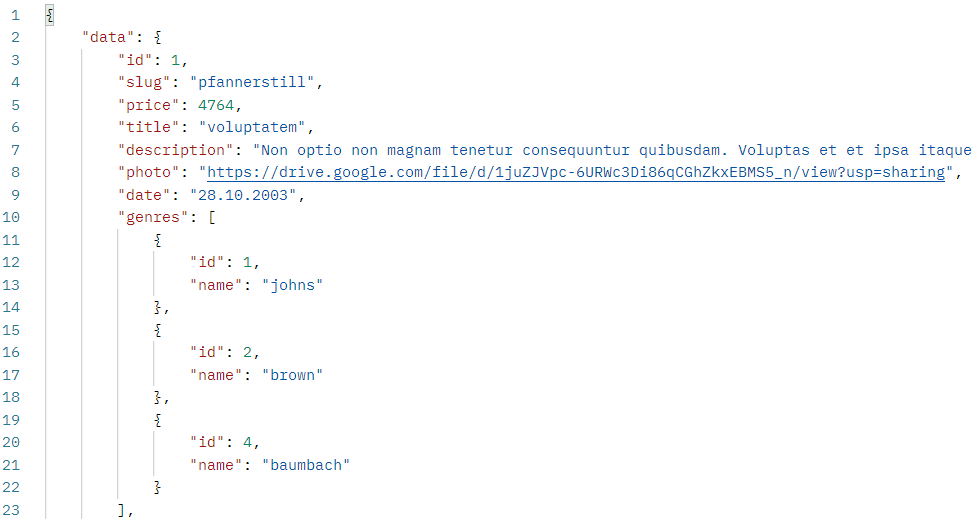 1 {
2 "data": {
3 "id": 1,
4 "slug": "pfannerstill",
5 "price": 4764,
6 "title": "voluptatem",
7 "description": "Non optio non magnam tenetur consequuntur quibusdam. Voluptas et et ipsa itaque
8 "photo": "https://drive.google.com/file/d/1juZJVpc-6URWc3Di86qCGhZkxEBMS5_n/view?usp=sharing",
9 "date": "28.10.2003",
10 "genres": [
11 {
12 "id": 1,
13 "name": "johns"
14 },
15 {
16 "id": 2,
17 "name": "brown"
18 },
19 {
20 "id": 4,
21 "name": "baumbach"
22 }
23 ],